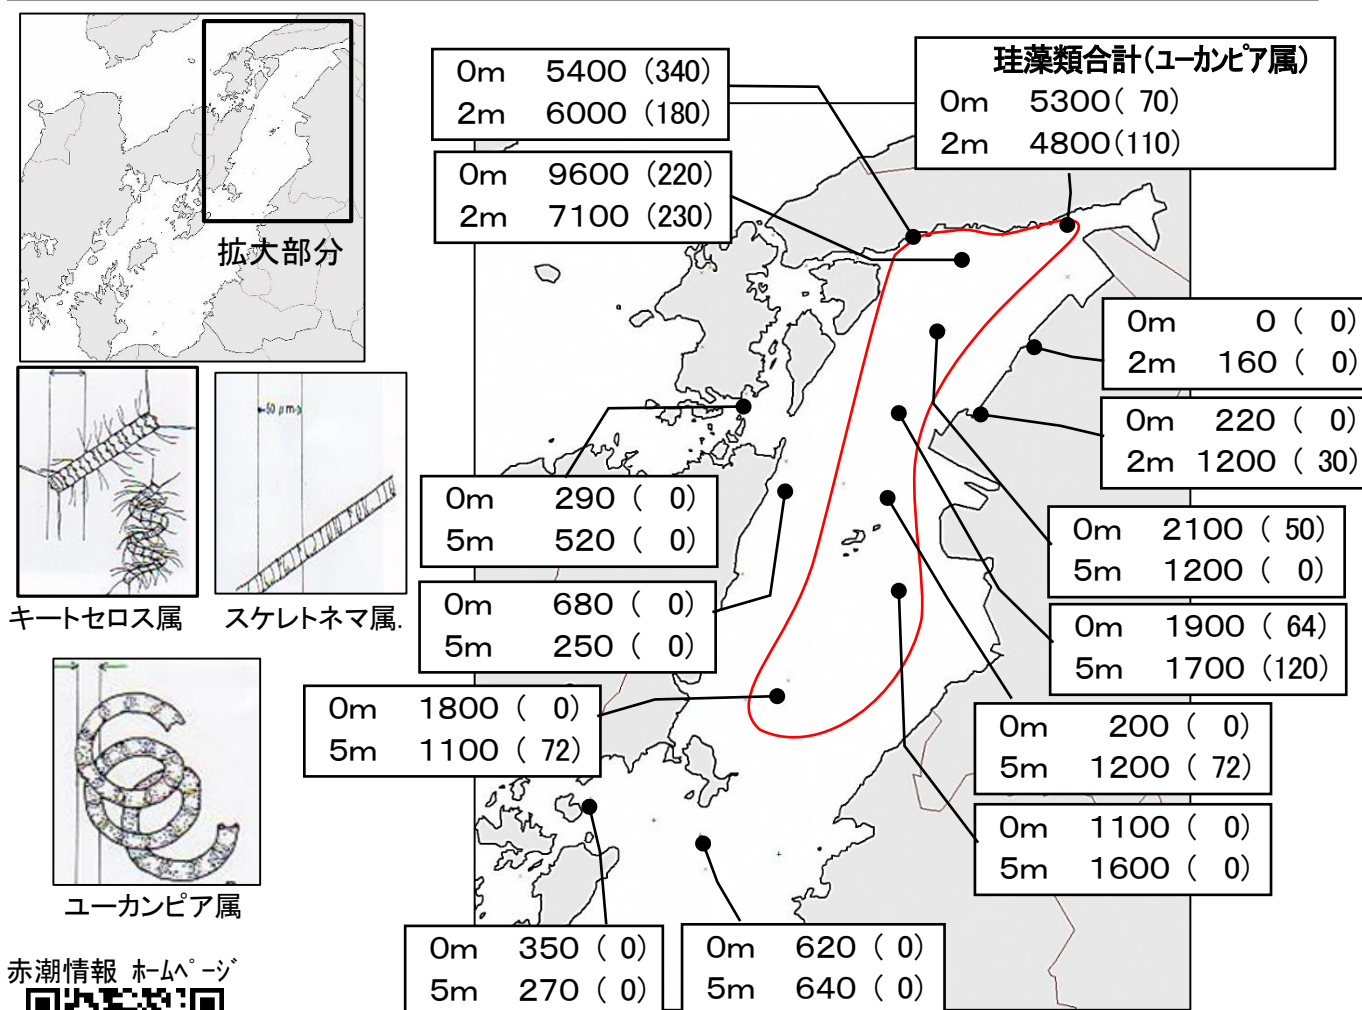 拡大部分
珪藻類合計(ユーカンピア属)
0m 5300( 70)
2m 4800(110)
0m 5400 (340)
2m 6000 (180)
0m 9600 (220)
2m 7100 (230)
0m 0 ( 0)
2m 160 ( 0)
0m 220 ( 0)
2m 1200 ( 30)
0m 290 ( 0)
5m 520 ( 0)
0m 2100 ( 50)
5m 1200 ( 0)
0m 680 ( 0)
5m 250 ( 0)
0m 1900 ( 64)
5m 1700 (120)
0m 1800 ( 0)
5m 1100 ( 72)
0m 200 ( 0)
5m 1200 ( 72)
0m 1100 ( 0)
5m 1600 ( 0)
0m 350 ( 0)
5m 270 ( 0)
0m 620 ( 0)
5m 640 ( 0)
50μm
キートセロス属
スケレトネマ属.
ユーカンピア属
赤潮情報 ホームページ